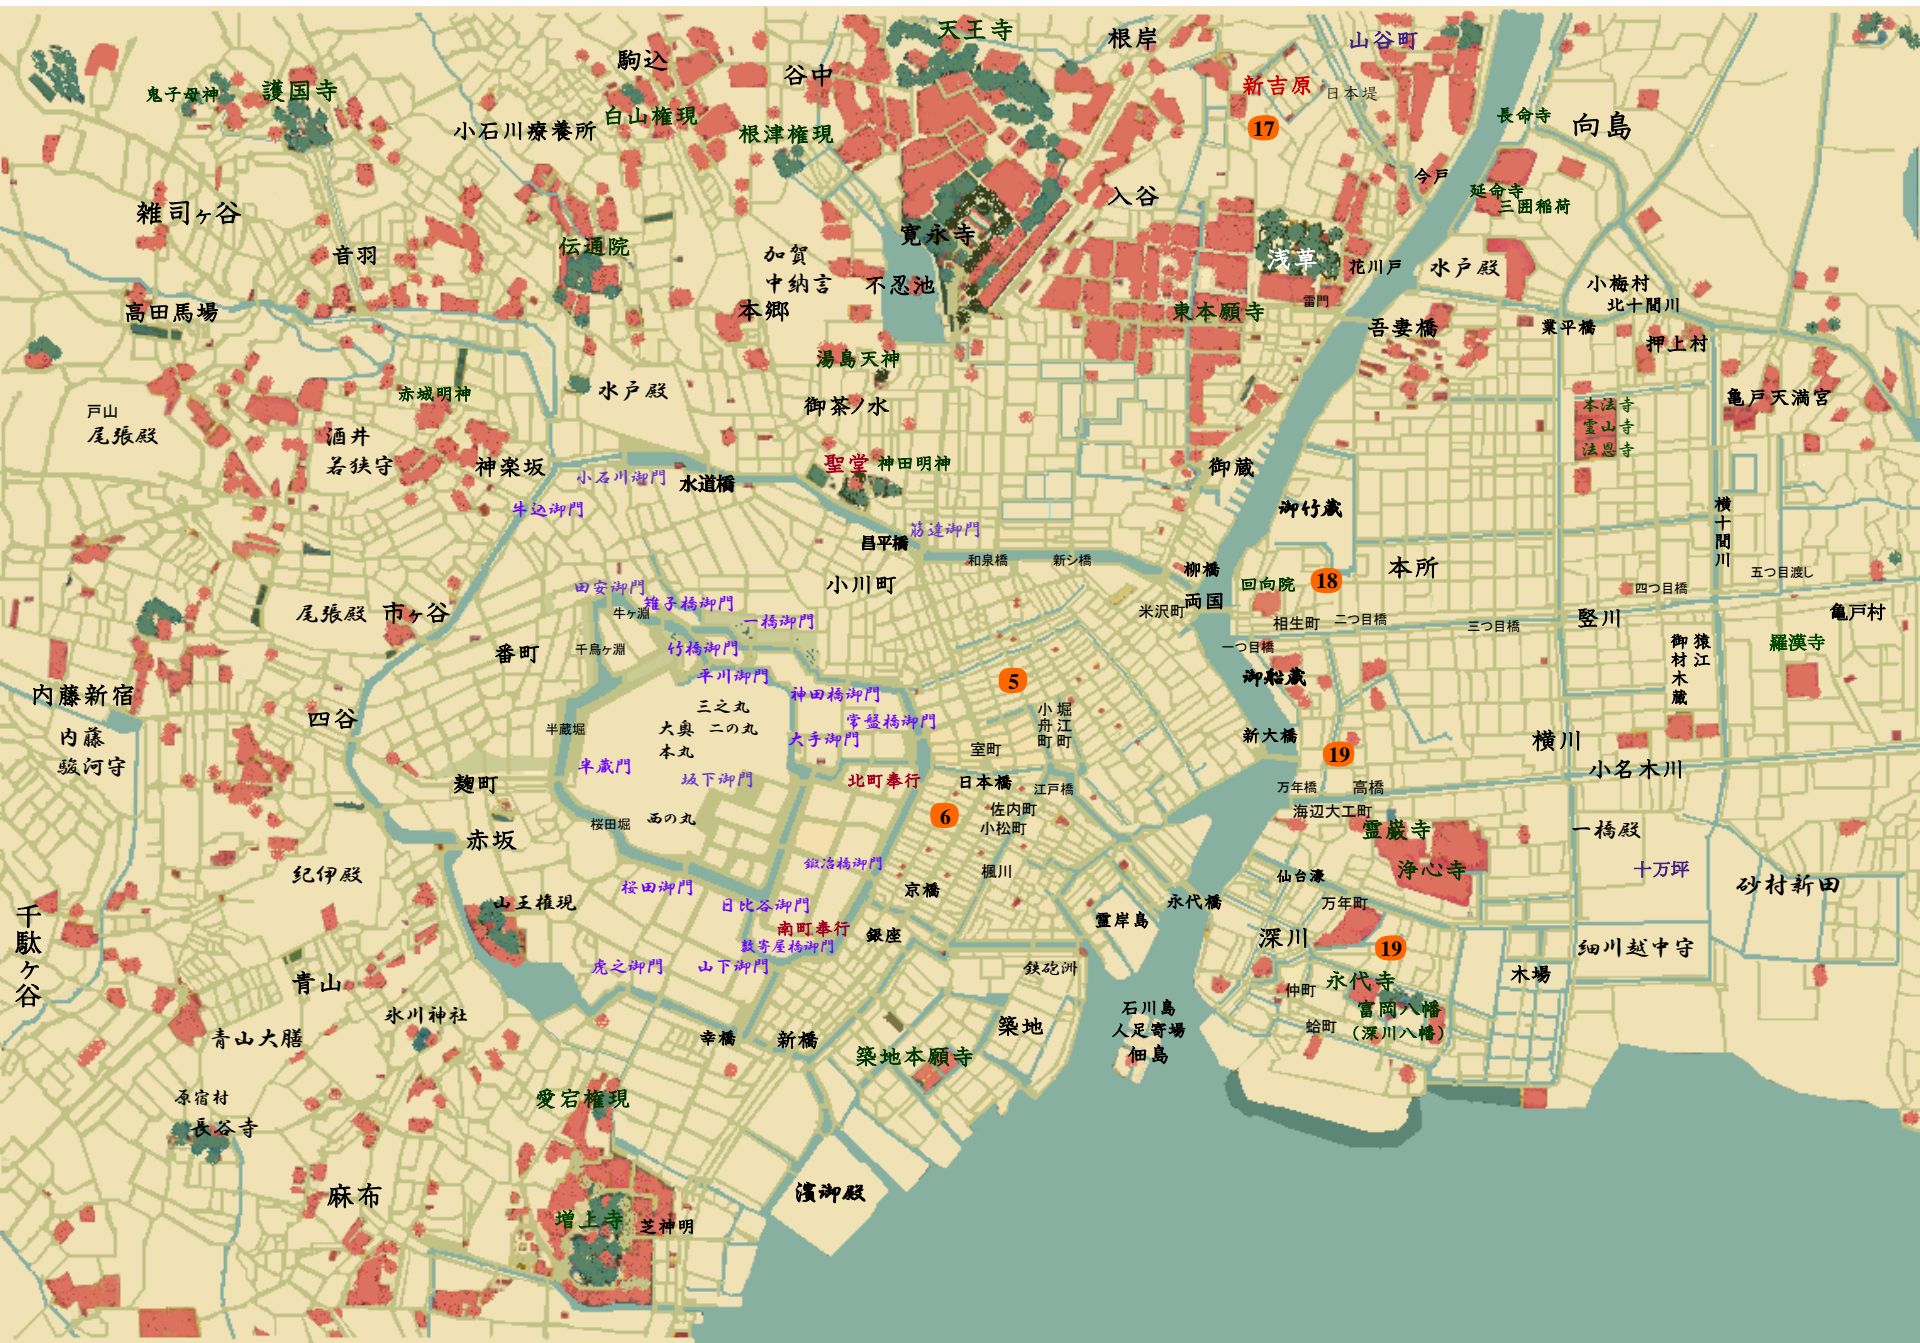 天王寺
根岸
山谷町
駒込
谷中
新吉原
日本堤
鬼子母神
護国寺
白山権現
小石川療養所
根津権現
17
長命寺
向島
今戸
延命寺
三囲稲荷
入谷
雑司ヶ谷
音羽
伝通院
加賀
中納言
寛永寺
不忍池
浅草
花川戸
水戸殿
小梅村
北十間川
高田馬場
本郷
東本願寺
雷門
吾妻橋
業平橋
押上村
湯島天神
赤城明神
水戸殿
御茶ノ水
戸山
尾張殿
酒井
若狭守
神楽坂
本法寺
霊山寺
法恩寺
亀戸天満宮
聖堂
神田明神
御蔵
小石川御門
水道橋
牛込御門
御竹蔵
横十間川
筋違御門
昌平橋
和泉橋
新シ橋
柳橋
両国
米沢町
回向院
18
本所
四つ目橋
五つ目渡し
小川町
田安御門
雉子橋御門
牛ヶ淵
一橋御門
尾張殿
市ヶ谷
相生町
二つ目橋
三つ目橋
竪川
亀戸村
番町
千鳥ヶ淵
竹橋御門
平川御門
一つ目橋
御船蔵
猿江
御材木蔵
羅漢寺
5
内藤新宿
四谷
神田橋御門
三之丸
大奥
二の丸
本丸
常盤橋御門
大手御門
半蔵堀
堀江町
小舟町
室町
新大橋
19
横川
内藤
駿河守
半蔵門
坂下御門
北町奉行
日本橋
江戸橋
小名木川
麹町
万年橋
高橋
佐内町
小松町
6
海辺大工町
桜田堀
西の丸
霊巌寺
一橋殿
赤坂
鍛冶橋御門
楓川
浄心寺
十万坪
砂村新田
紀伊殿
桜田御門
京橋
仙台濠
山王権現
日比谷御門
永代橋
万年町
霊岸島
千駄ヶ谷
南町奉行
数寄屋橋御門
銀座
深川
19
細川越中守
虎之御門
山下御門
鉄砲洲
木場
青山
永代寺
仲町
氷川神社
石川島
人足寄場
佃島
富岡八幡
(深川八幡)
蛤町
青山大膳
幸橋
新橋
築地
築地本願寺
原宿村
長谷寺
愛宕権現
麻布
濱御殿
増上寺
芝神明